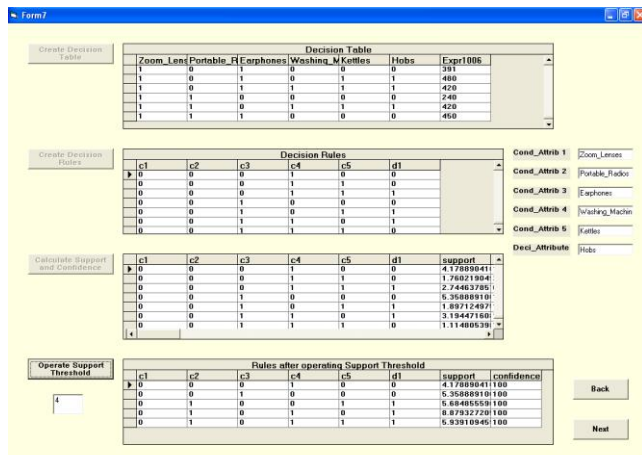 Form7
Create Decision Table
Decision Table
Zoom_Lens Portable_R Earphones Washing_M Kettles Hobs Expr1006
1 0 1 0 0 0 391
1 0 1 0 1 1 480
1 0 1 1 1 1 420
1 1 0 0 0 0 240
1 1 0 1 1 1 420
1 1 1 0 0 0 450
Create Decision Rules
Decision Rules
c1 c2 c3 c4 c5 d1
0 0 0 1 0 0
0 0 0 1 1 0
0 0 0 1 1 1
0 0 1 0 0 0
0 0 1 0 1 1
0 0 1 1 0 1
0 0 1 1 1 0
Cond_Attrib 1 Zoom_Lenses
Cond_Attrib 2 Portable_Radios
Cond_Attrib 3 Earphones
Cond_Attrib 4 Washing_Machin
Cond_Attrib 5 Kettles
Deci_Attribute Hobs
Calculate Support and Confidence
c1 c2 c3 c4 c5 d1 support
0 0 0 1 0 0 4.17889041
0 0 0 1 1 0 1.76021904
0 0 0 1 1 1 2.74463785
0 0 1 0 0 0 5.35888910
0 0 1 0 1 1 1.89712497
0 0 1 1 0 1 3.19447160
0 0 1 1 1 0 1.11480539
Operate Support Threshold
4
Rules after operating Support Threshold
c1 c2 c3 c4 c5 d1 support confidence
0 0 0 1 0 0 4.17889041 100
0 0 1 0 0 0 5.35888910 100
0 1 0 0 1 1 5.68485559 100
0 1 0 1 0 1 8.87932720 100
0 1 0 1 1 1 5.93910945 100
Back
Next